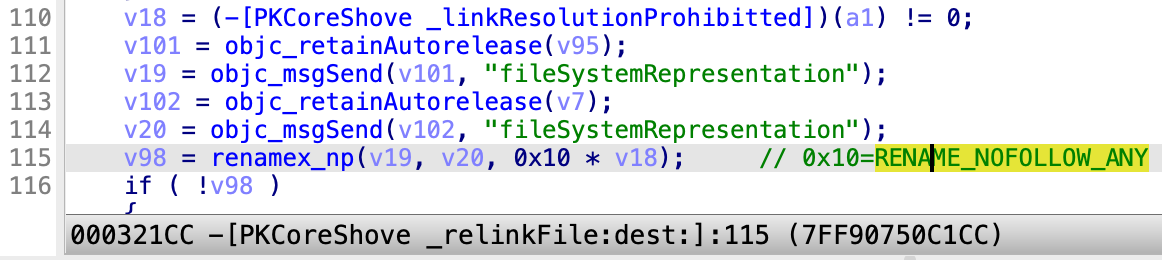 110 v18 = (-[PKCoreShove _linkResolutionProhibitted])(a1) != 0;
111 v101 = objc_retainAutorelease(v95);
112 v19 = objc_msgSend(v101, "fileSystemRepresentation");
113 v102 = objc_retainAutorelease(v7);
114 v20 = objc_msgSend(v102, "fileSystemRepresentation");
115 v98 = renamex_np(v19, v20, 0x10 * v18); // 0x10=RENAME_NOFOLLOW_ANY
116 if ( !v98 )
{
000321CC -[PKCoreShove _relinkFile:dest:]:115 (7FF90750C1CC)